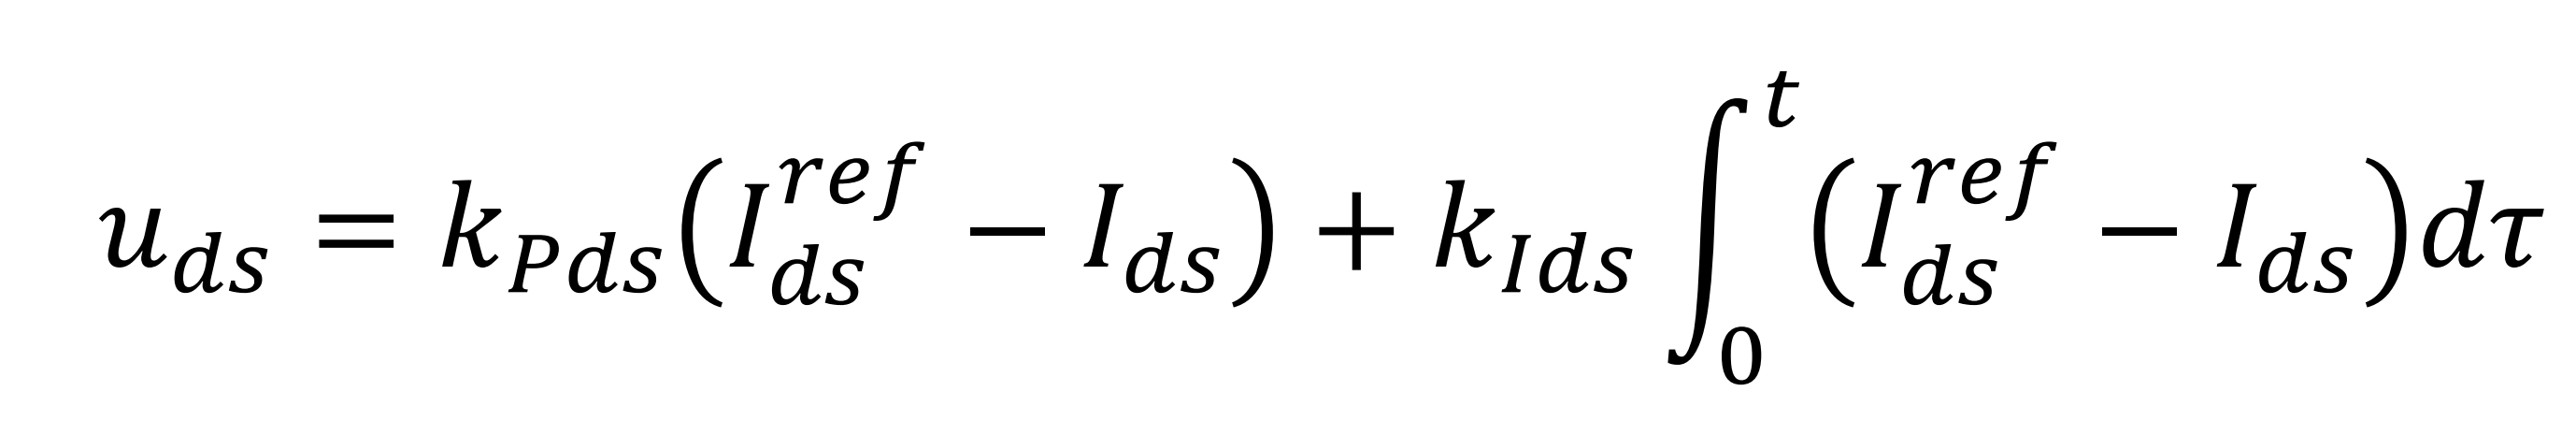 u_{ds} = k_{Pds}(I_{ds}^{ref} − I_{ds}) + k_{Ids} ∫_0^t (I_{ds}^{ref} − I_{ds})dτ